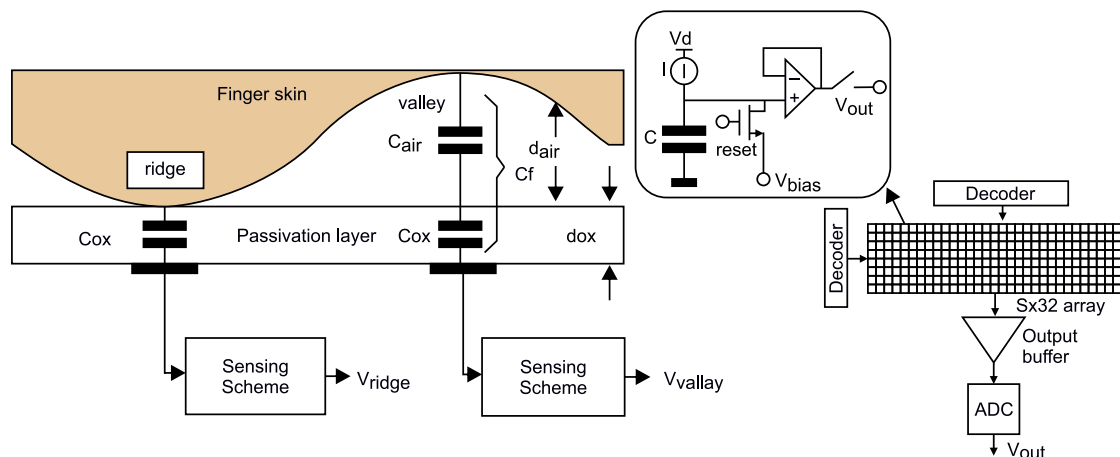 Finger skin
valley
ridge
Cair
dair
Cf
Cox
Passivation layer
Cox
dox
Sensing
Scheme
Vridge
Sensing
Scheme
Vvallay
Vd
I
I
−
+
Vout
C
reset
Vbias
Decoder
Decoder
Sx32 array
Output
buffer
ADC
Vout